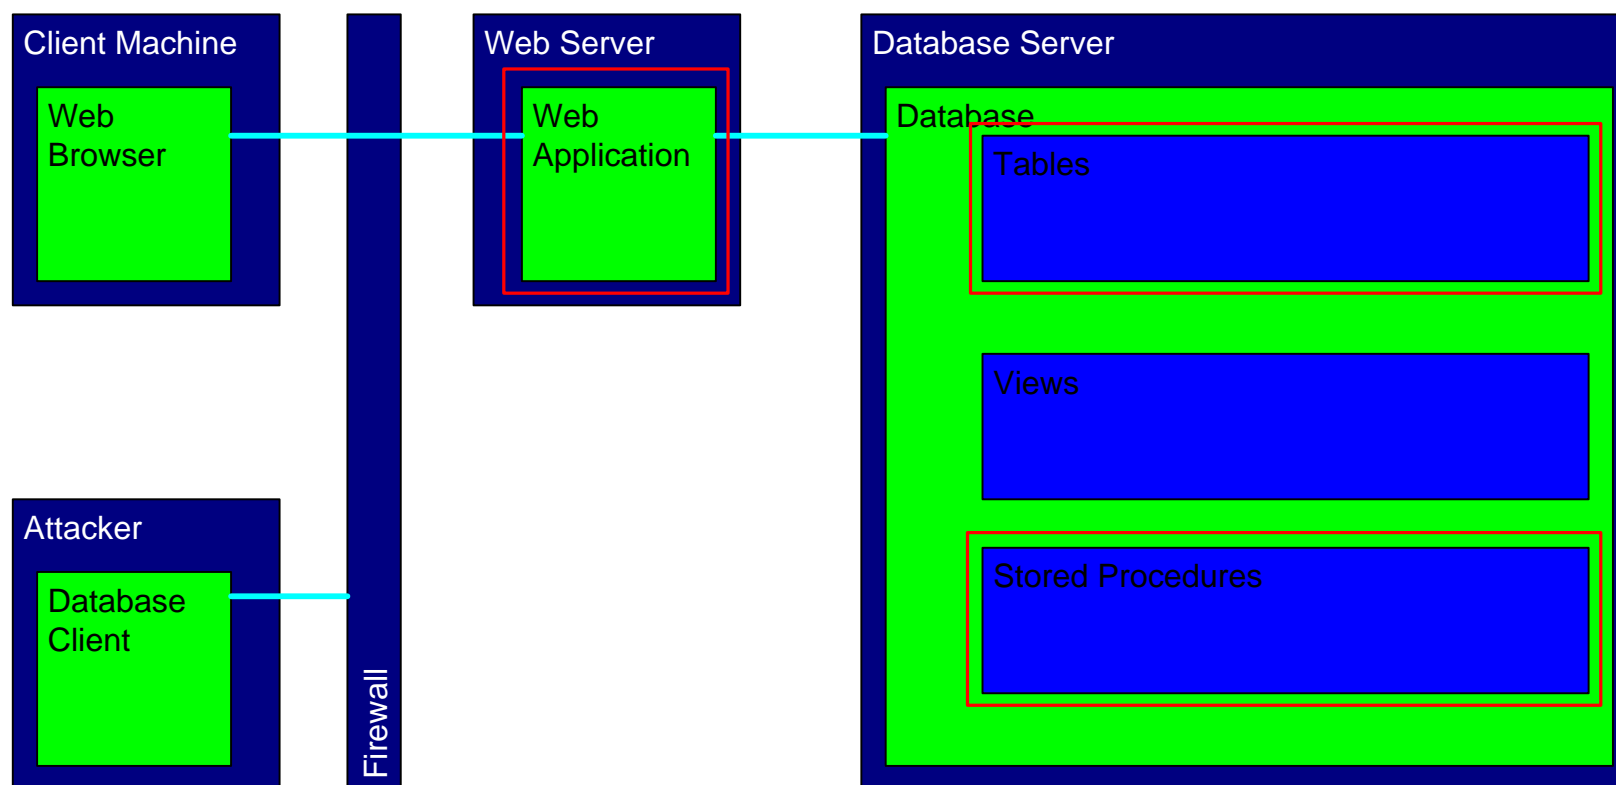 Client Machine
Web
Browser
Attacker
Database
Client
Firewall
Web Server
Web
Application
Database Server
Database
Tables
Views
Stored Procedures